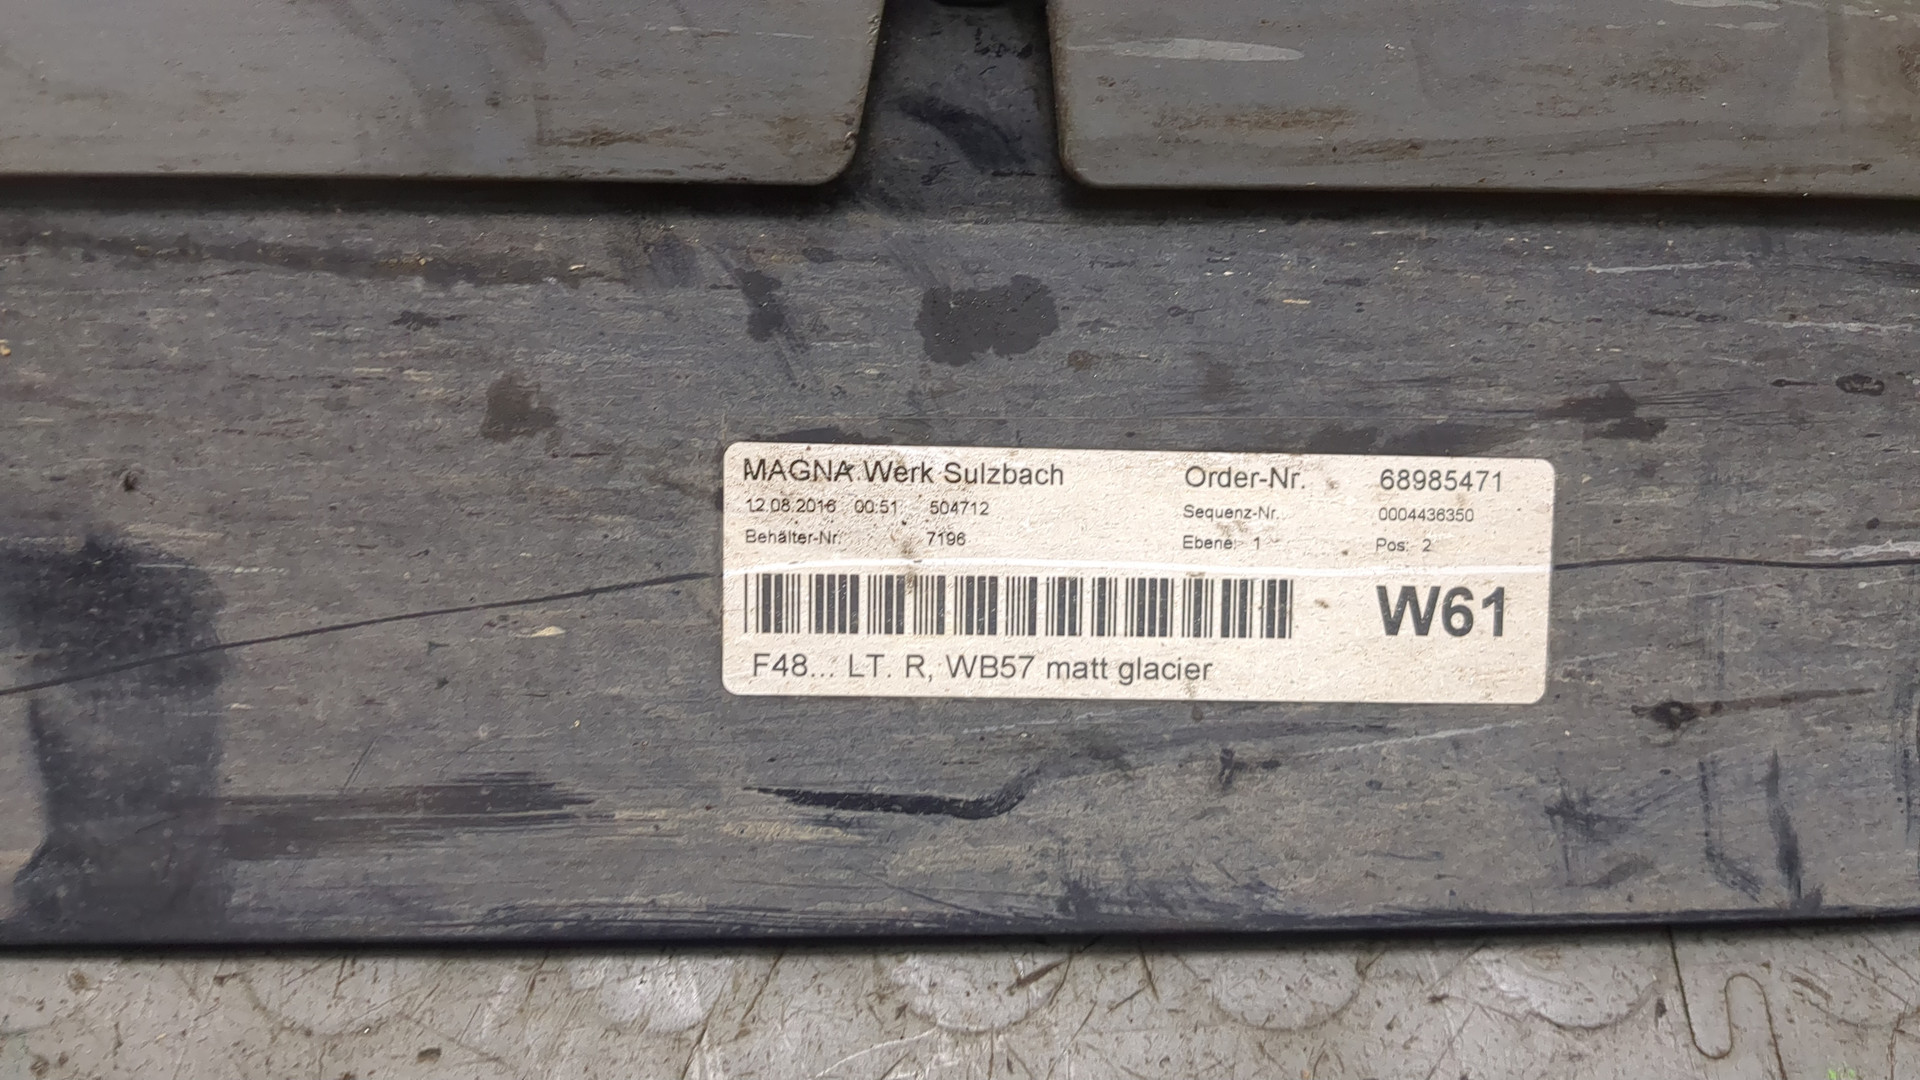 MAGNA Werk Sulzbach Order-Nr. 68985471
12.08.2016 00:51 504712 Sequenz-Nr. 0004436350
Behälter-Nr. 7196 Ebene: 1 Pos: 2
W61
F48... LT. R, WB57 matt glacier